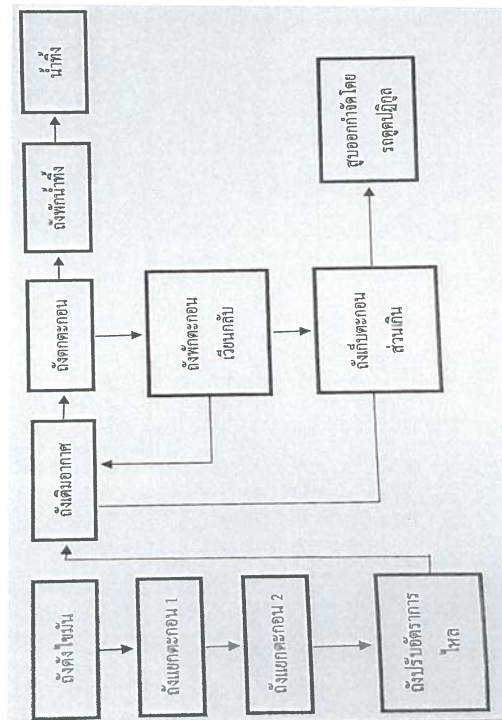 ถังดักไขมัน
ถังแยกตะกอน 1
ถังแยกตะกอน 2
ถังปรับอัตราการ
ไหล
ถังเติมอากาศ
ถังตกตะกอน
ถังพักน้ำทิ้ง
น้ำทิ้ง
ถังพักตะกอน
เวียนกลับ
ถังเก็บตะกอน
ส่วนเกิน
สูบออกกำจัดโดย
รถดูดปฏิกูล